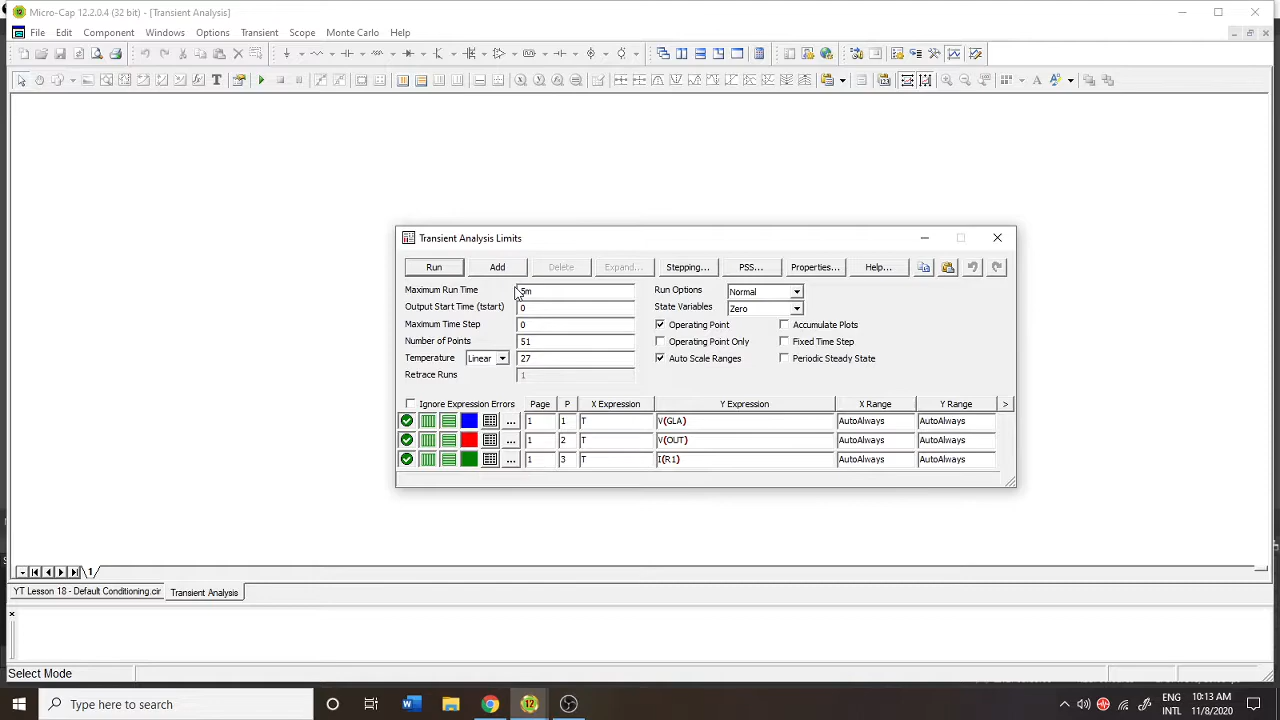 Micro-Cap 12.2.0.4 (32 bit) - [Transient Analysis]
File Edit Component Windows Options Transient Scope Monte Carlo Help
Transient Analysis Limits
Run Add Delete Expand... Stepping... PSS... Properties... Help...
Maximum Run Time 5m Run Options Normal
Output Start Time (tstart) 0 State Variables Zero
Maximum Time Step 0 Operating Point Accumulate Plots
Number of Points 51 Operating Point Only Fixed Time Step
Temperature Linear 27 Auto Scale Ranges Periodic Steady State
Retrace Runs 1
Ignore Expression Errors Page P X Expression Y Expression X Range Y Range >
... 1 1 T V(GLA) AutoAlways AutoAlways
... 1 2 T V(OUT) AutoAlways AutoAlways
... 1 3 T I(R1) AutoAlways AutoAlways
1
YT Lesson 18 - Default Conditioning.cir Transient Analysis
Select Mode
Type here to search
ENG 10:13 AM
INTL 11/8/2020